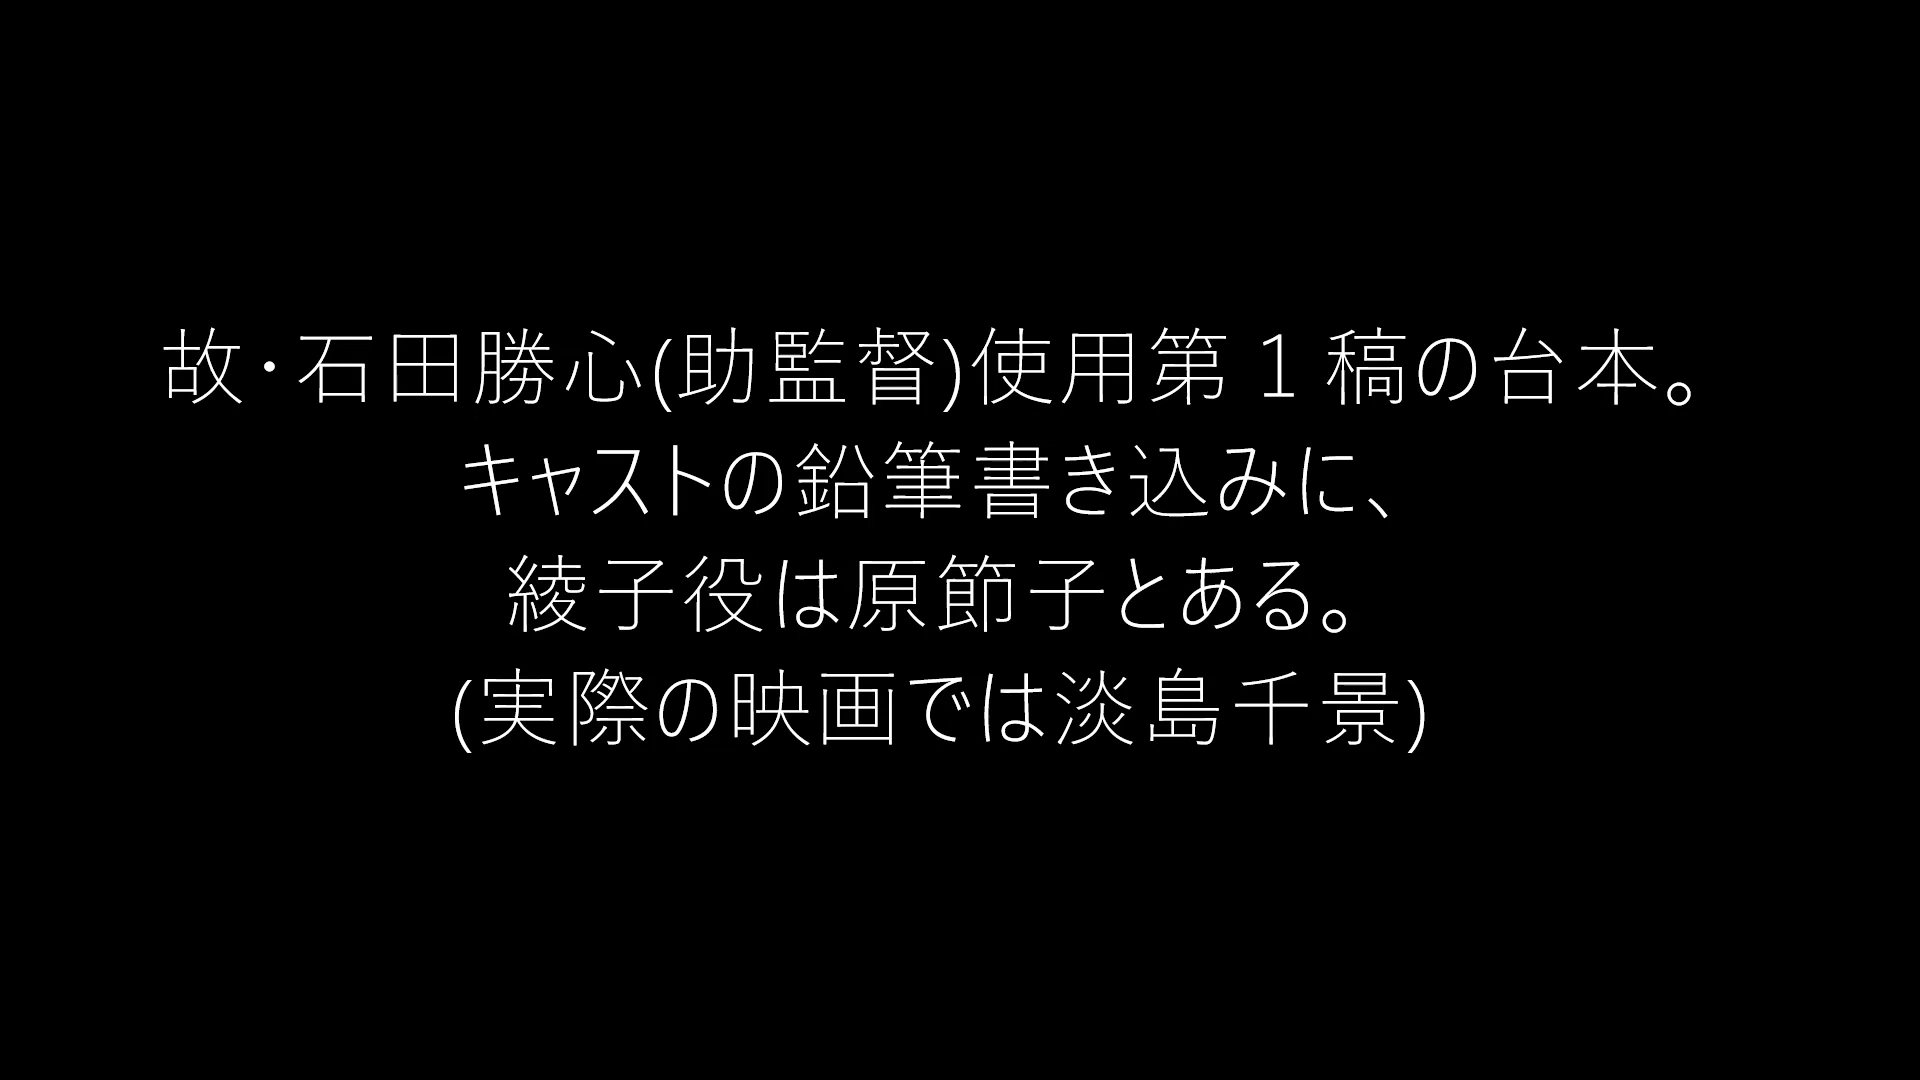 故・石田勝心(助監督)使用第１稿の台本。
キャストの鉛筆書き込みに、
綾子役は原節子とある。
(実際の映画では淡島千景)